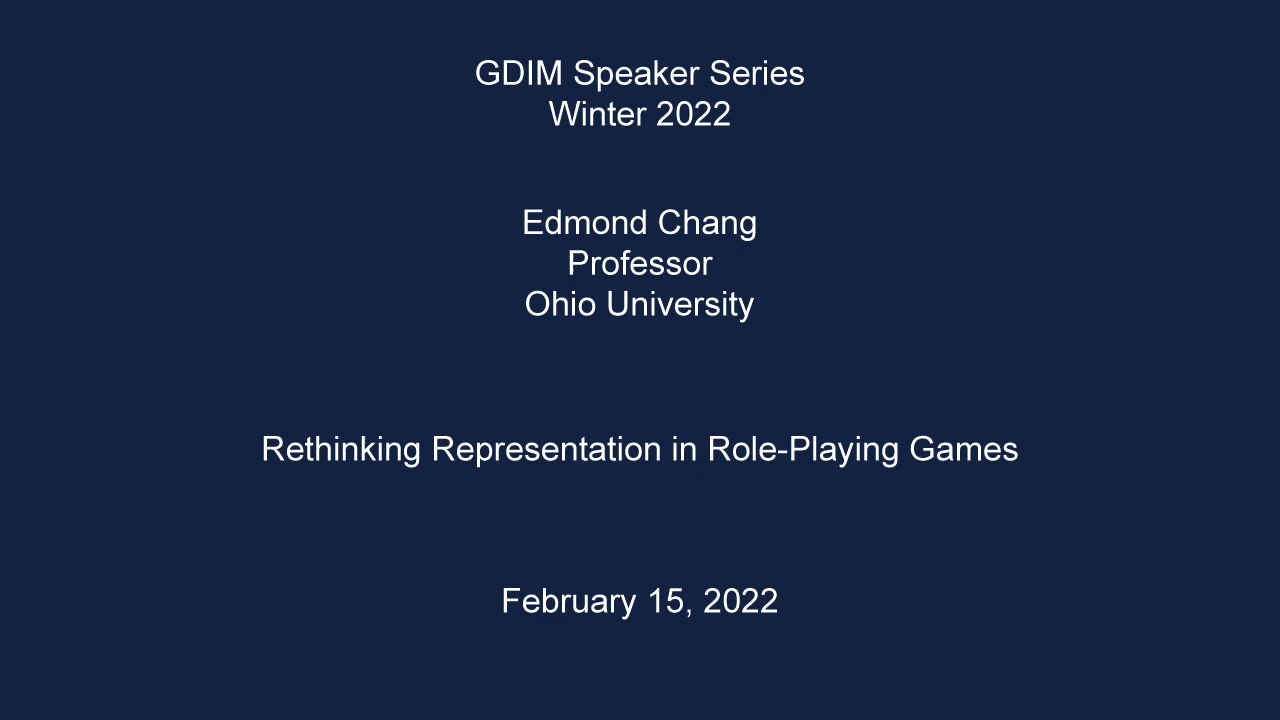 GDIM Speaker Series
Winter 2022
Edmond Chang
Professor
Ohio University
Rethinking Representation in Role-Playing Games
February 15, 2022